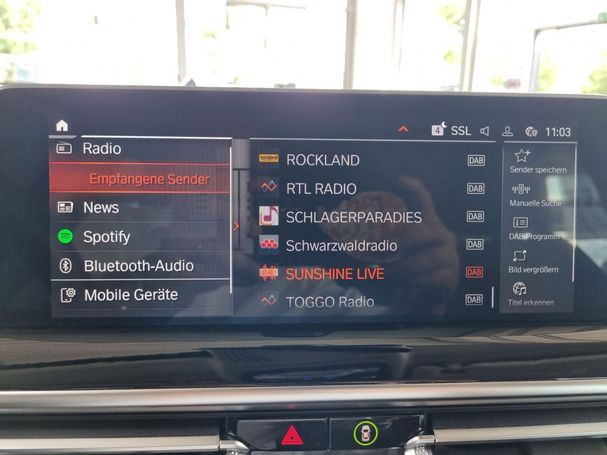 4 SSL 11:03
Radio
Empfangene Sender
News
Spotify
Bluetooth-Audio
Mobile Geräte
ROCKLAND DAB
RTL RADIO DAB
SCHLAGERPARADIES DAB
Schwarzwaldradio DAB
SUNSHINE LIVE DAB
TOGGO Radio DAB
Sender speichern
Manuelle Suche
DAB Programm
Bild vergrößern
Titel erkennen